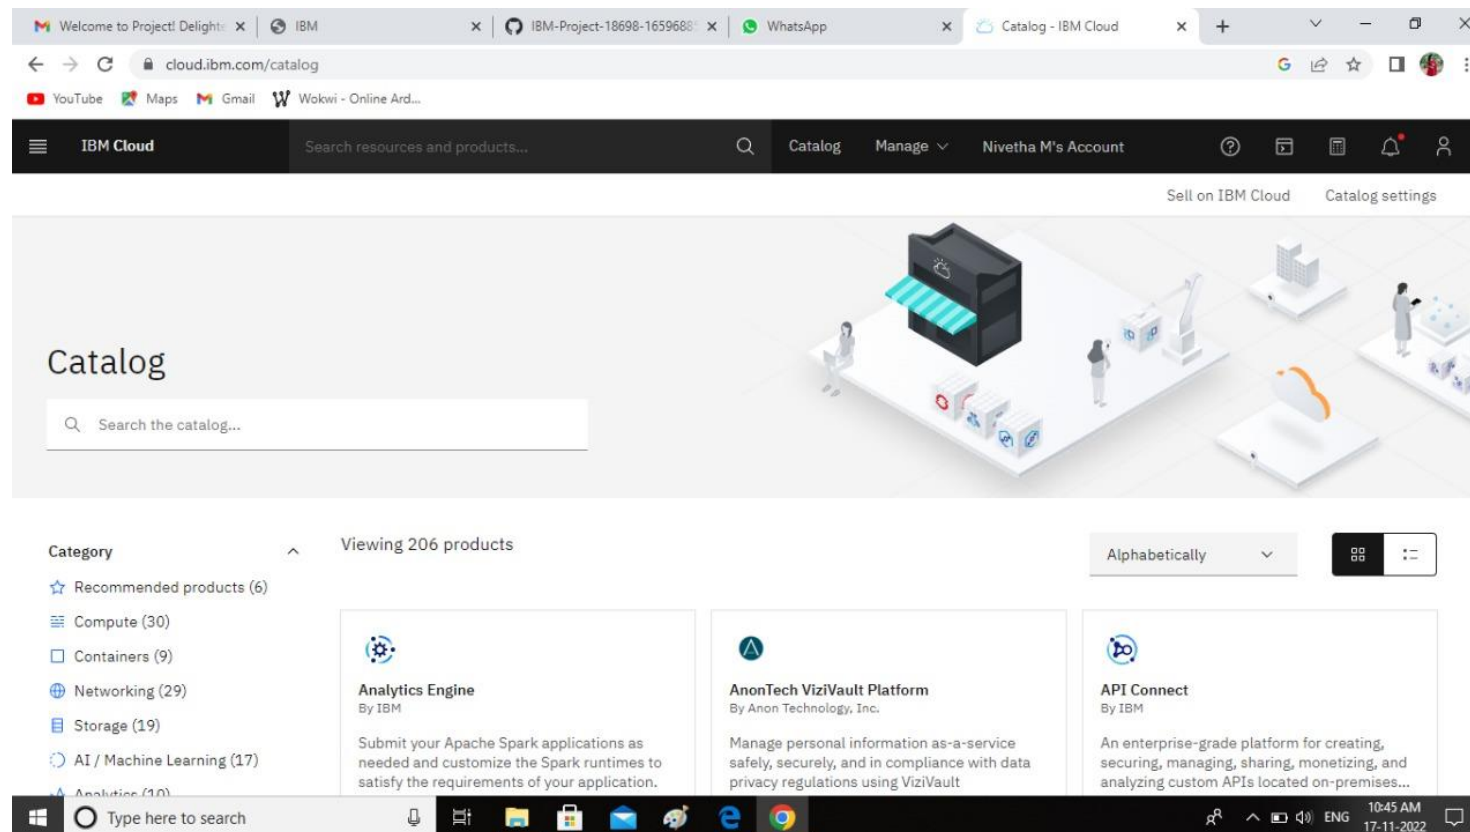 Welcome to Project! Delight
IBM
IBM-Project-18698-1659688
WhatsApp
Catalog - IBM Cloud
cloud.ibm.com/catalog
YouTube Maps Gmail Wokwi - Online Ard...
IBM Cloud
Search resources and products...
Catalog Manage Nivetha M's Account
Sell on IBM Cloud Catalog settings
Catalog
Search the catalog...
Category
Recommended products (6)
Compute (30)
Containers (9)
Networking (29)
Storage (19)
AI / Machine Learning (17)
Analytics (10)
Viewing 206 products
Alphabetically
Analytics Engine
By IBM
Submit your Apache Spark applications as
needed and customize the Spark runtimes to
satisfy the requirements of your application.
AnonTech ViziVault Platform
By Anon Technology, Inc.
Manage personal information as-a-service
safely, securely, and in compliance with data
privacy regulations using ViziVault
API Connect
By IBM
An enterprise-grade platform for creating,
securing, managing, sharing, monetizing, and
analyzing custom APIs located on-premises...
Type here to search
ENG
10:45 AM
17-11-2022